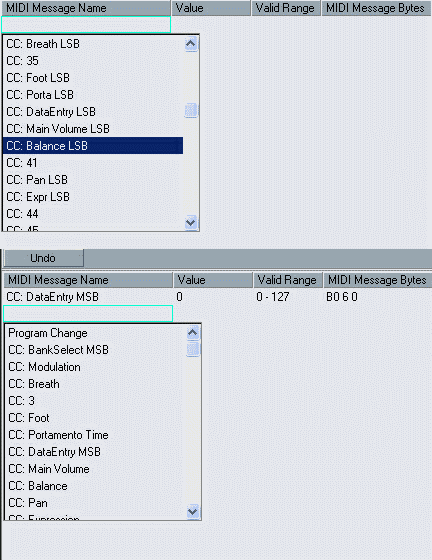 MIDI Message Name Value Valid Range MIDI Message Bytes
CC: Breath LSB
CC: 35
CC: Foot LSB
CC: Porta LSB
CC: DataEntry LSB
CC: Main Volume LSB
CC: Balance LSB
CC: 41
CC: Pan LSB
CC: Expr LSB
CC: 44
CC: 45
Undo
MIDI Message Name Value Valid Range MIDI Message Bytes
CC: DataEntry MSB 0 0 - 127 B0 6 0
Program Change
CC: BankSelect MSB
CC: Modulation
CC: Breath
CC: 3
CC: Foot
CC: Portamento Time
CC: DataEntry MSB
CC: Main Volume
CC: Balance
CC: Pan
CC: Expression